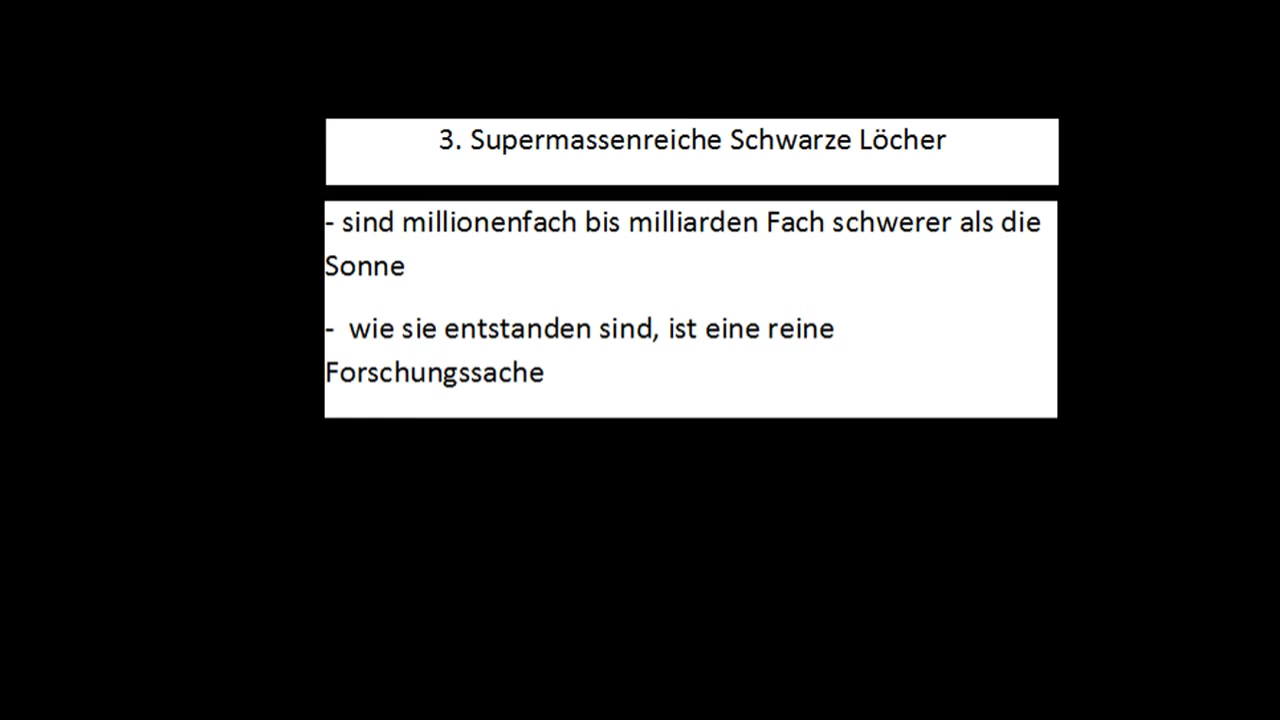 3. Supermassenreiche Schwarze Löcher
- sind millionenfach bis milliarden Fach schwerer als die
Sonne
-  wie sie entstanden sind, ist eine reine
Forschungssache